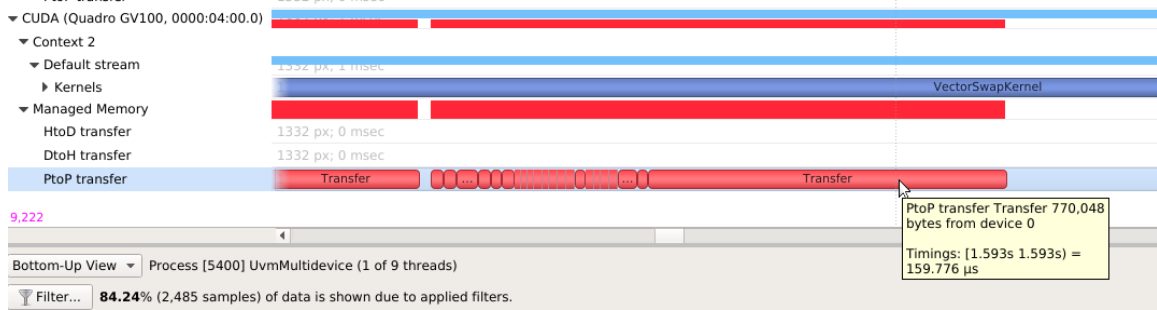 CUDA (Quadro GV100, 0000:04:00.0)
Context 2
Default stream
1332 px; 1 msec
Kernels
VectorSwapKernel
Managed Memory
HtoD transfer
1332 px; 0 msec
DtoH transfer
1332 px; 0 msec
PtoP transfer
Transfer
...
...
Transfer
PtoP transfer Transfer 770,048
bytes from device 0
Timings: [1.593s 1.593s) =
159.776 µs
9,222
Bottom-Up View
Process [5400] UvmMultidevice (1 of 9 threads)
Filter...
84.24% (2,485 samples) of data is shown due to applied filters.